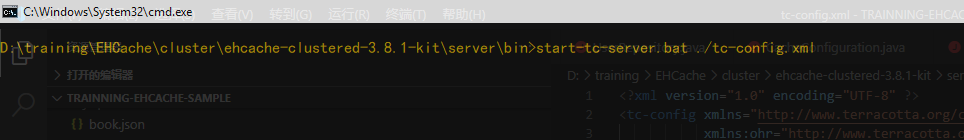 C:\Windows\System32\cmd.exe
查看(V) 转到(G) 运行(R) 终端(T) 帮助(H) tc-config.xml - TRAINNING-EHCAC
D:\training\EHCache\cluster\ehcache-clustered-3.8.1-kit\server\bin>start-tc-server.bat ./tc-config.xml
打开的编辑器
D: > training > EHCache > cluster > ehcache-clustered-3.8.1-kit > ser
TRAINNING-EHCACHE-SAMPLE
1 <?xml version="1.0" encoding="UTF-8" ?>
{} book.json
2 <tc-config xmlns="http://www.terracotta.org/c
3 xmlns:ohr="http://www.terracott